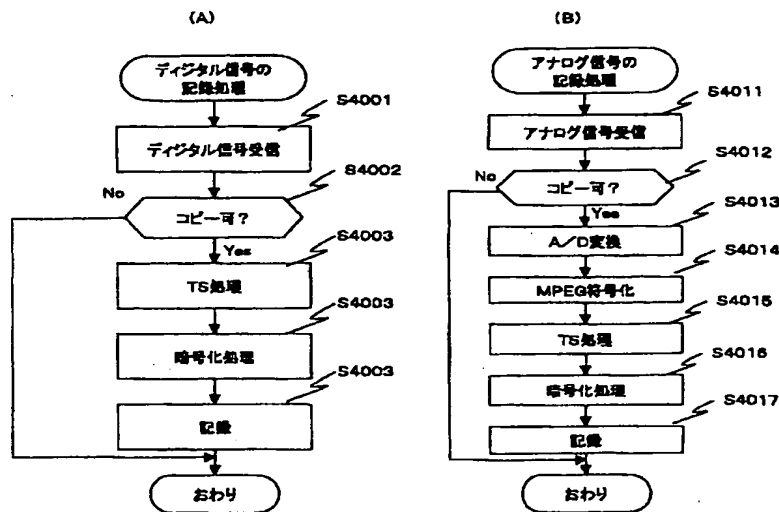 (A)
ディジタル信号の
記録処理
S4001
ディジタル信号受信
S4002
No
コピー可?
Yes
S4003
TS処理
S4003
暗号化処理
S4003
記録
おわり
(B)
アナログ信号の
記録処理
S4011
アナログ信号受信
S4012
No
コピー可?
Yes
S4013
A/D変換
S4014
MPEG符号化
S4015
TS処理
S4016
暗号化処理
S4017
記録
おわり